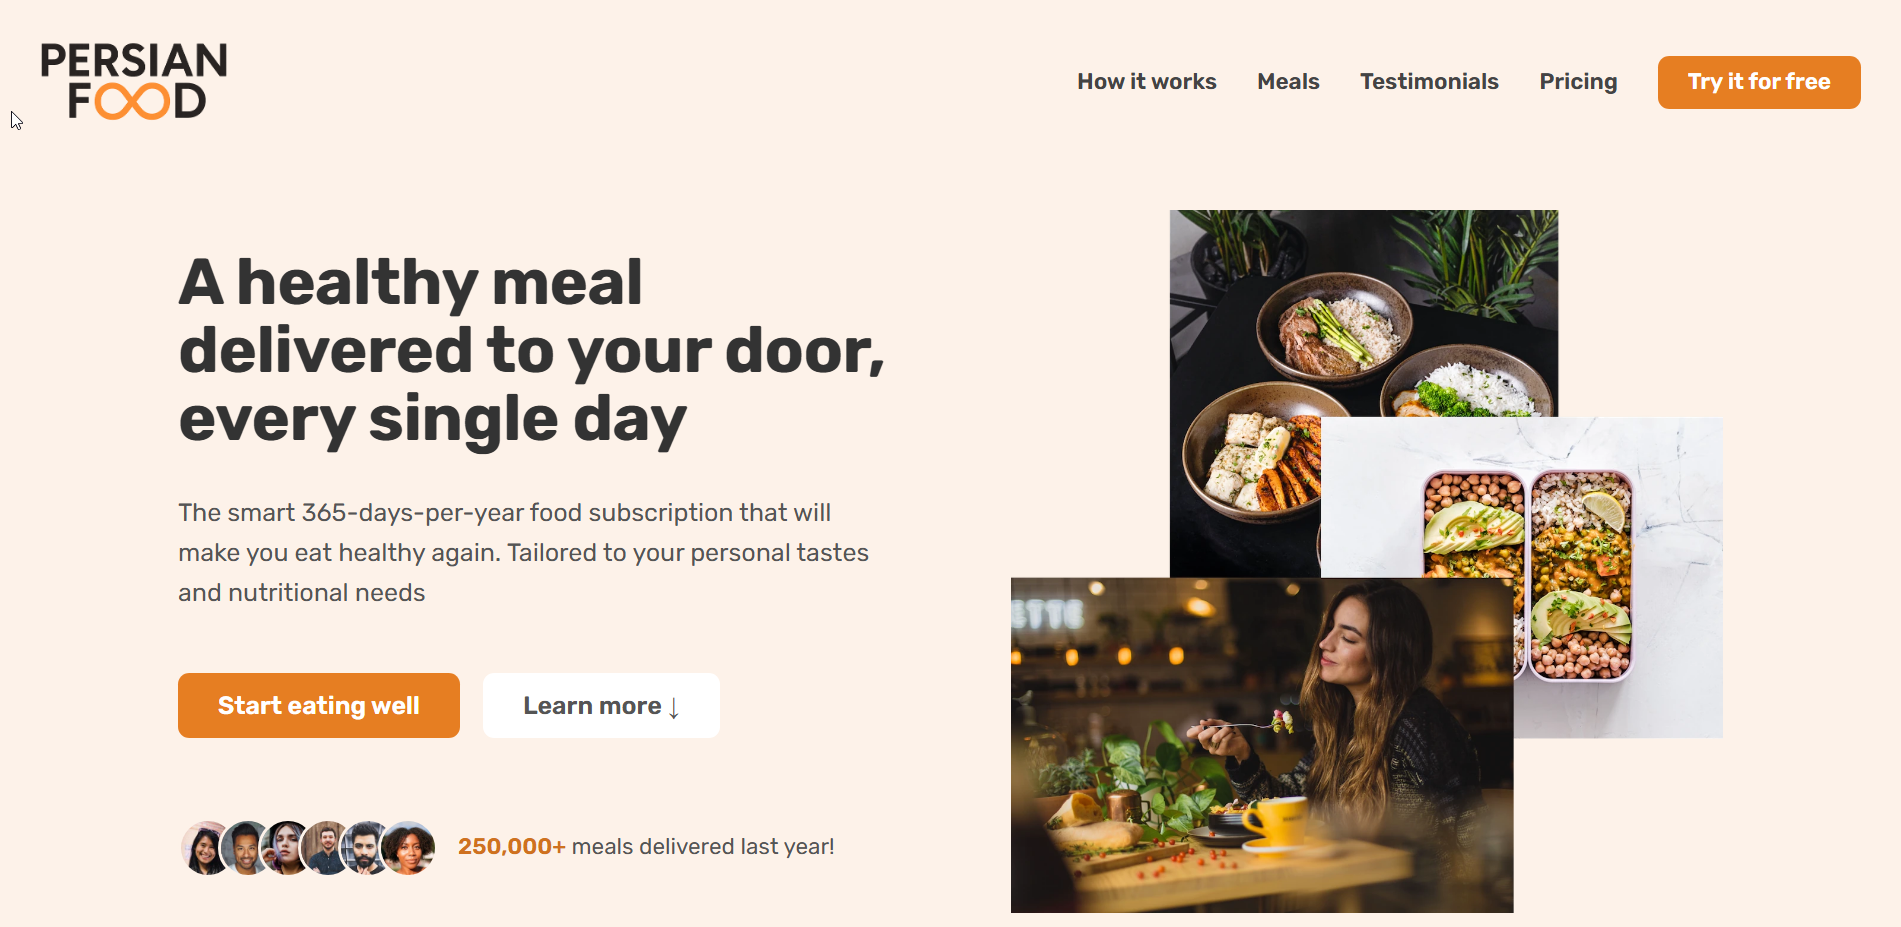 PERSIAN
FOOD
How it works
Meals
Testimonials
Pricing
Try it for free
A healthy meal
delivered to your door,
every single day
The smart 365-days-per-year food subscription that will
make you eat healthy again. Tailored to your personal tastes
and nutritional needs
Start eating well
Learn more ↓
250,000+ meals delivered last year!
ETTE